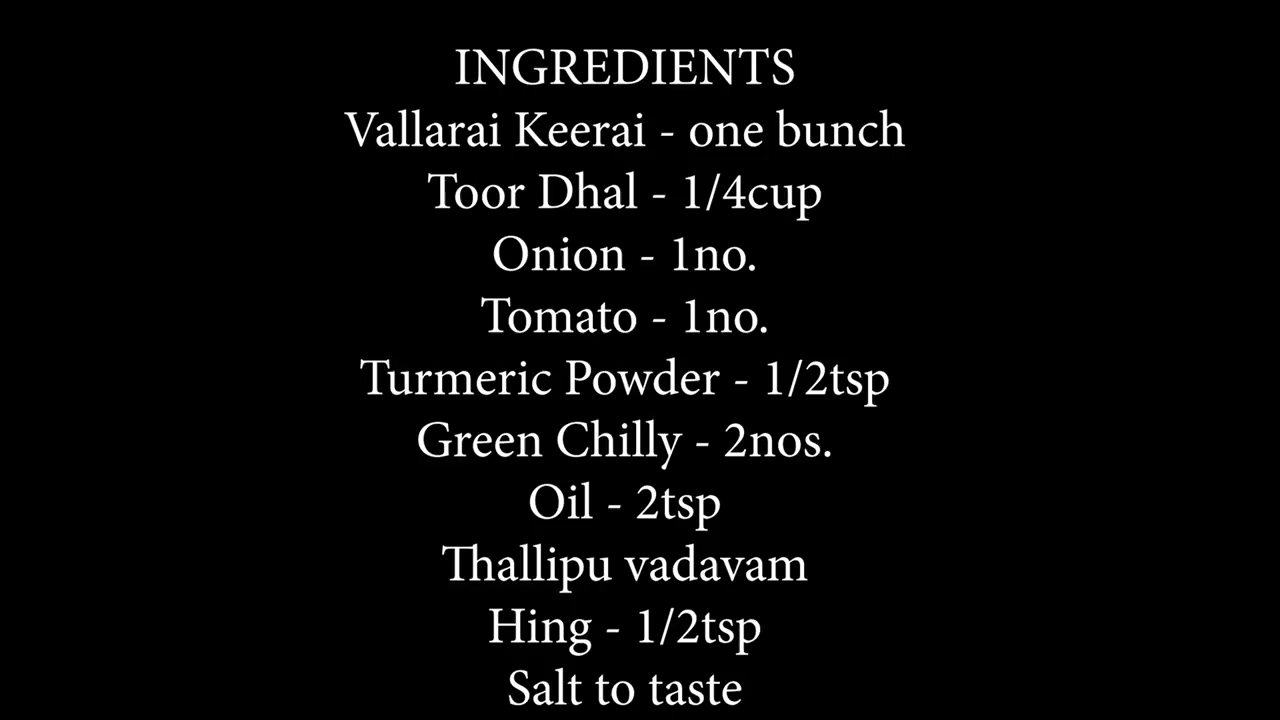 INGREDIENTS
Vallarai Keerai - one bunch
Toor Dhal - 1/4cup
Onion - 1no.
Tomato - 1no.
Turmeric Powder - 1/2tsp
Green Chilly - 2nos.
Oil - 2tsp
Thallipu vadavam
Hing - 1/2tsp
Salt to taste